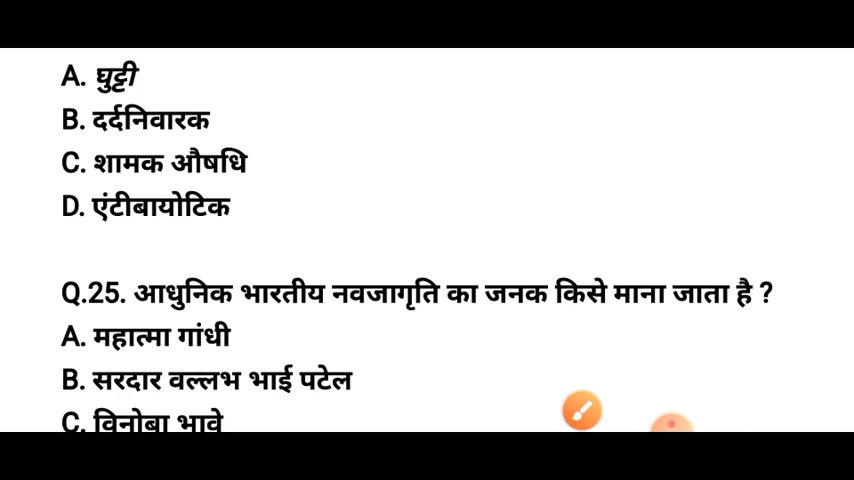 A. घुट्टी
B. दर्दनिवारक
C. शामक औषधि
D. एंटीबायोटिक
Q.25. आधुनिक भारतीय नवजागृति का जनक किसे माना जाता है ?
A. महात्मा गांधी
B. सरदार वल्लभ भाई पटेल
C. विनोबा भावे